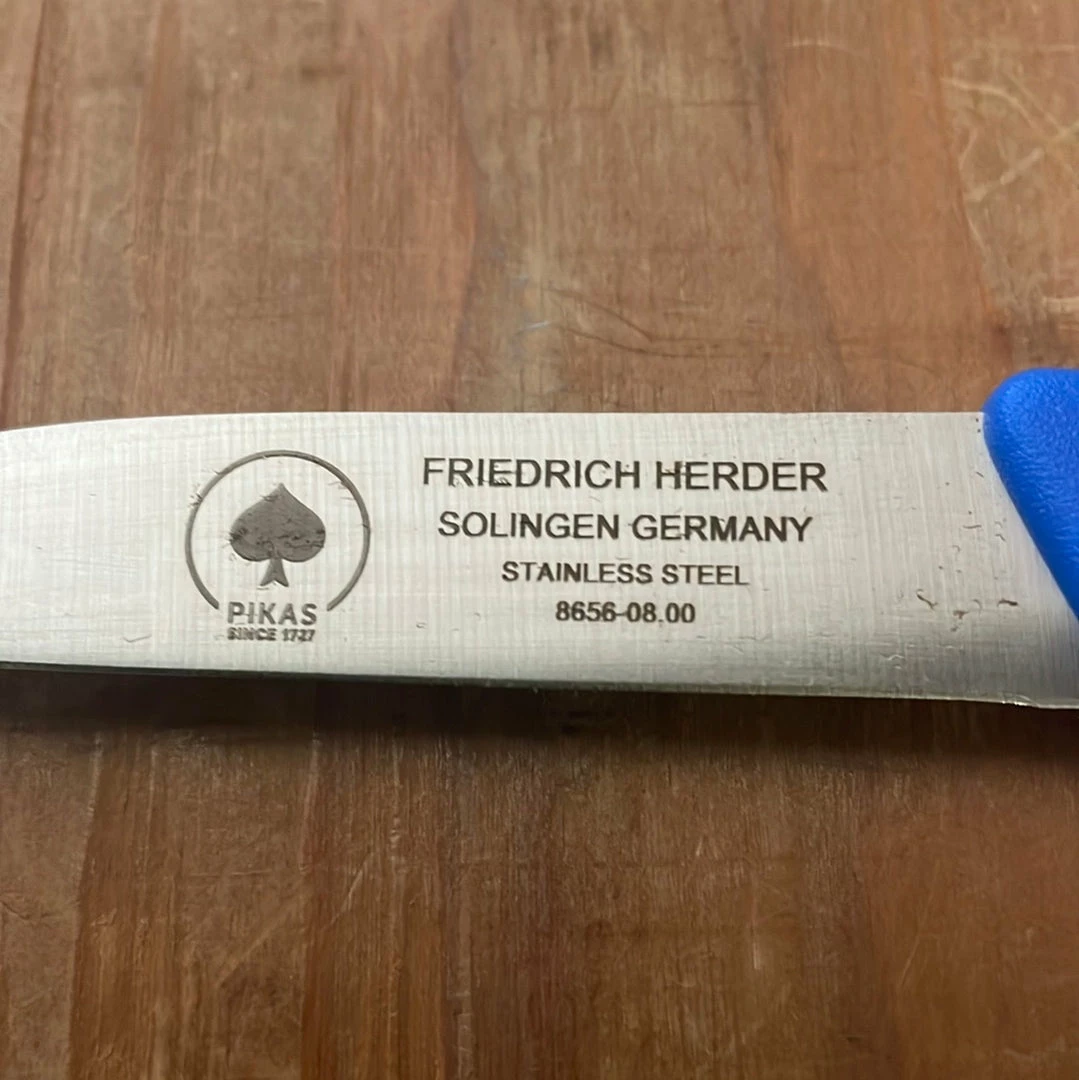 PIKAS
SINCE 1727
FRIEDRICH HERDER
SOLINGEN GERMANY
STAINLESS STEEL
8656-08.00